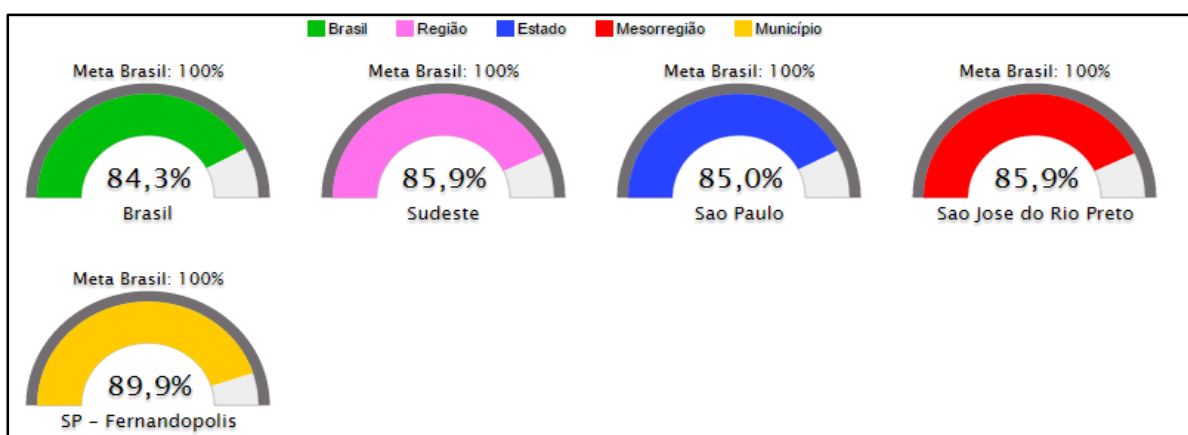 Brasil Região Estado Mesorregião Município
Meta Brasil: 100% Meta Brasil: 100% Meta Brasil: 100% Meta Brasil: 100%
84,3% 85,9% 85,0% 85,9%
Brasil Sudeste Sao Paulo Sao Jose do Rio Preto
Meta Brasil: 100%
89,9%
SP - Fernandopolis